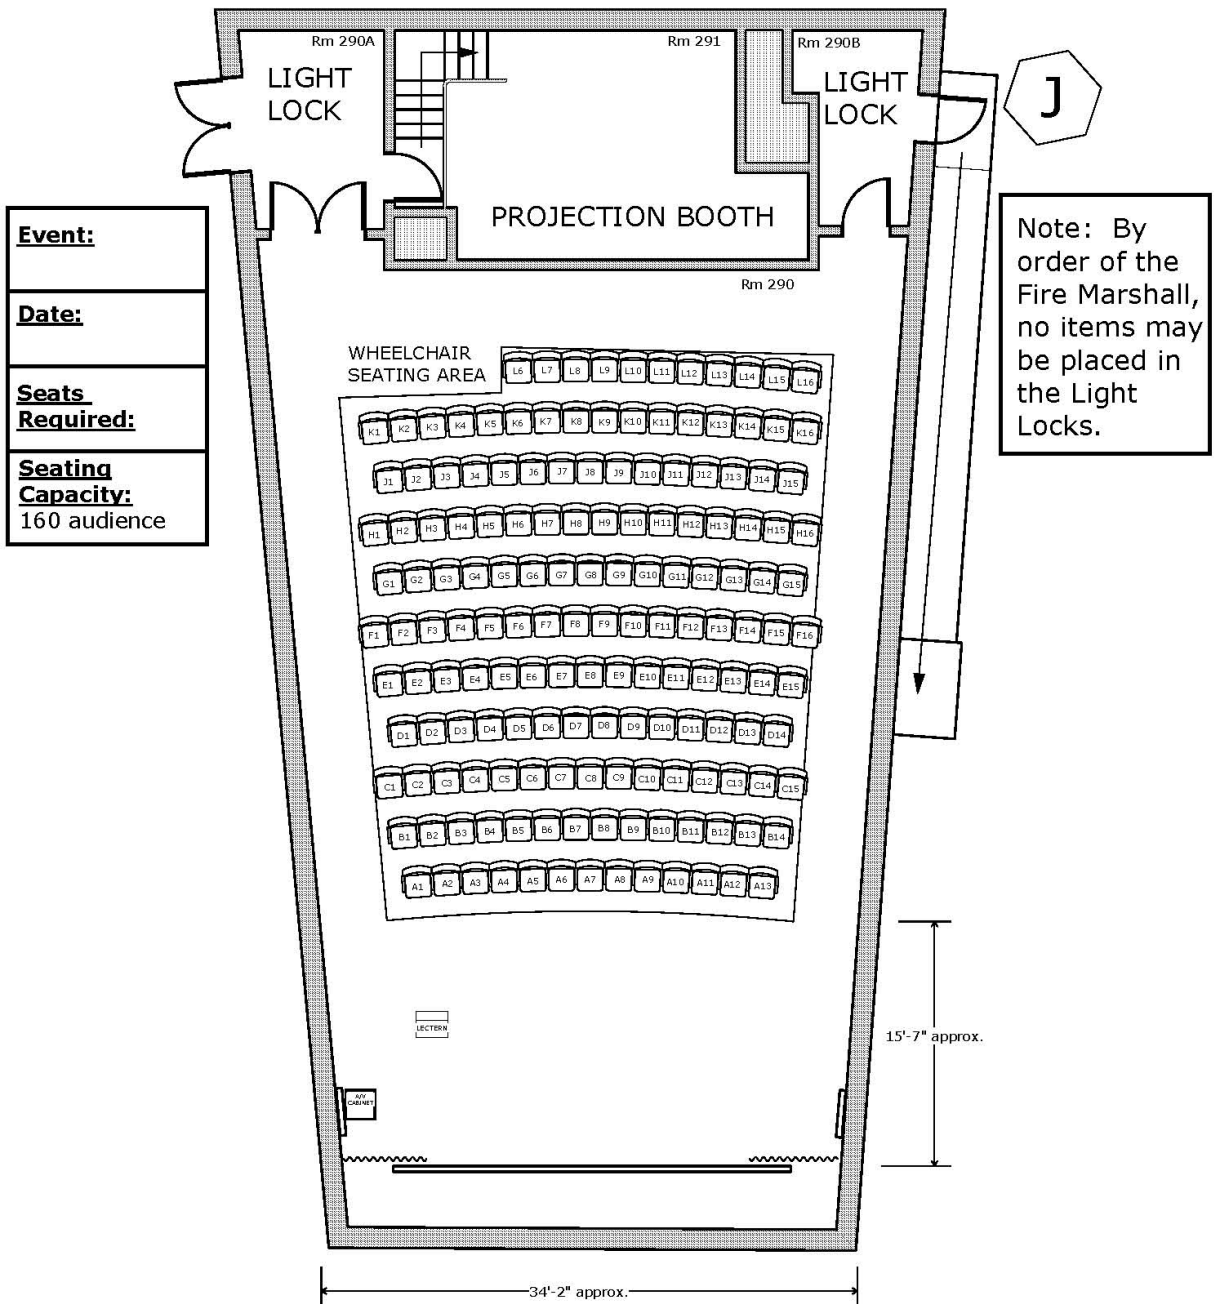 Rm 290A
Rm 291
Rm 290B
LIGHT
LOCK
LIGHT
LOCK
J
PROJECTION BOOTH
Rm 290
Event:
Date:
Seats
Required:
Seating
Capacity:
160 audience
Note: By
order of the
Fire Marshall,
no items may
be placed in
the Light
Locks.
WHEELCHAIR
SEATING AREA
L6 L7 L8 L9 L10 L11 L12 L13 L14 L15 L16
K1 K2 K3 K4 K5 K6 K7 K8 K9 K10 K11 K12 K13 K14 K15 K16
J1 J2 J3 J4 J5 J6 J7 J8 J9 J10 J11 J12 J13 J14 J15
H1 H2 H3 H4 H5 H6 H7 H8 H9 H10 H11 H12 H13 H14 H15 H16
G1 G2 G3 G4 G5 G6 G7 G8 G9 G10 G11 G12 G13 G14 G15
F1 F2 F3 F4 F5 F6 F7 F8 F9 F10 F11 F12 F13 F14 F15 F16
E1 E2 E3 E4 E5 E6 E7 E8 E9 E10 E11 E12 E13 E14 E15
D1 D2 D3 D4 D5 D6 D7 D8 D9 D10 D11 D12 D13 D14
C1 C2 C3 C4 C5 C6 C7 C8 C9 C10 C11 C12 C13 C14 C15
B1 B2 B3 B4 B5 B6 B7 B8 B9 B10 B11 B12 B13 B14
A1 A2 A3 A4 A5 A6 A7 A8 A9 A10 A11 A12 A13
LECTERN
15'-7" approx.
A/V
CABINET
34'-2" approx.